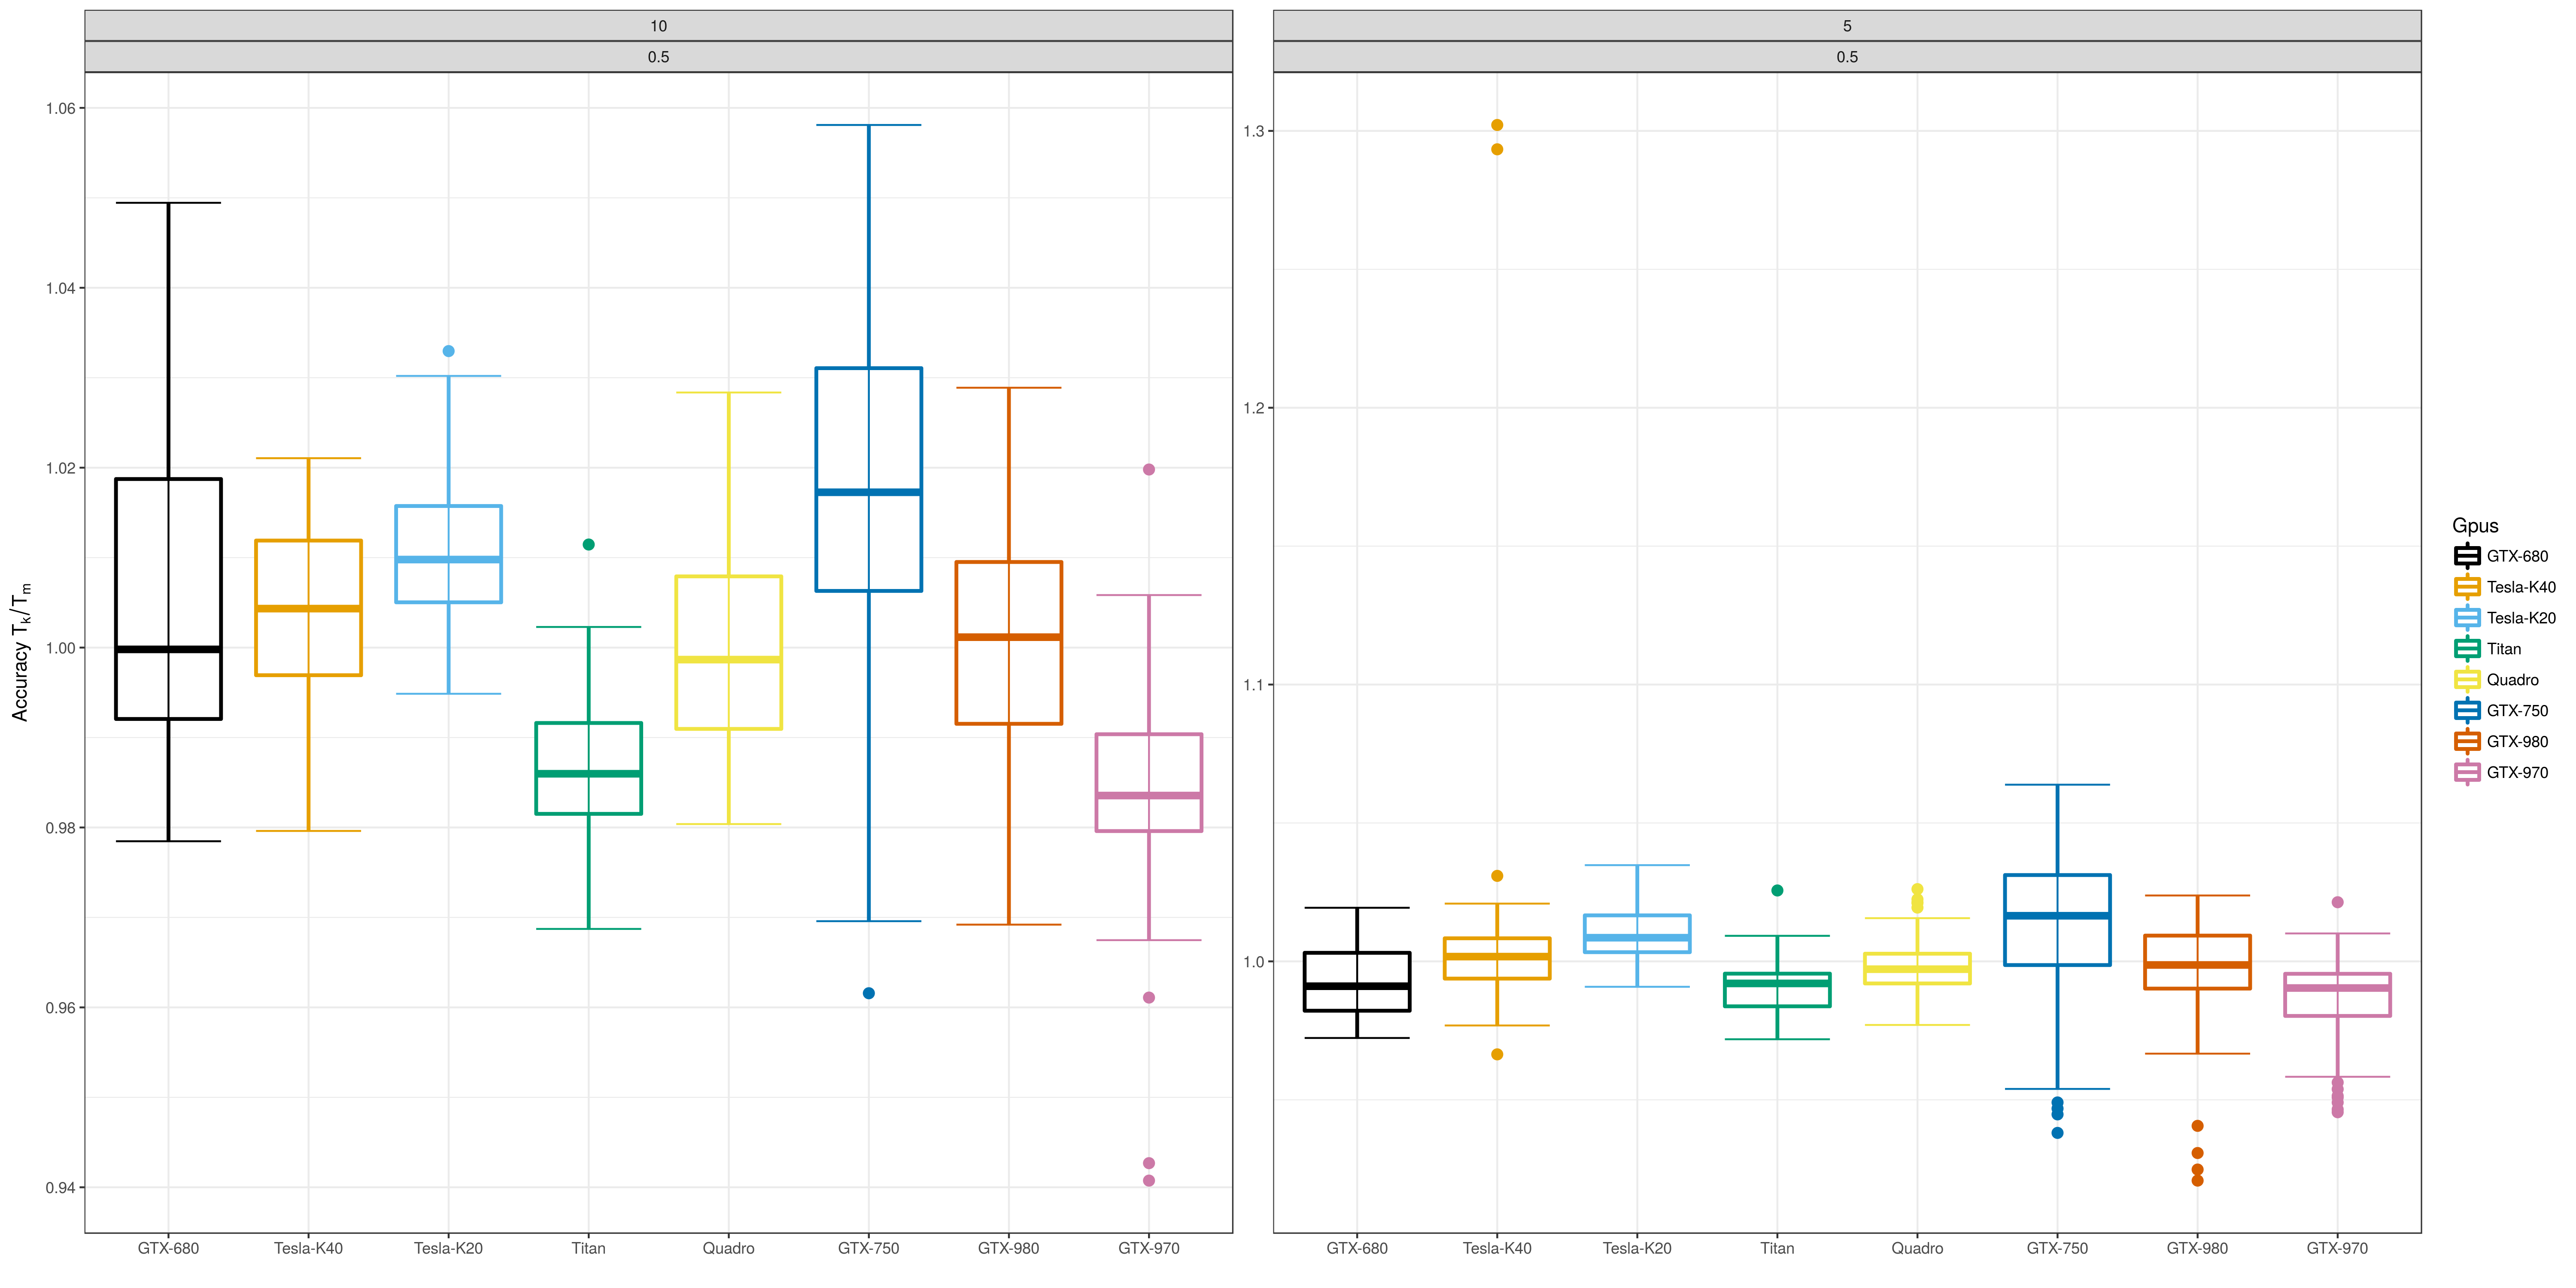 10
0.5
5
0.5
Accuracy Tk/Tm
1.06
1.04
1.02
1.00
0.98
0.96
0.94
GTX-680 Tesla-K40 Tesla-K20 Titan Quadro GTX-750 GTX-980 GTX-970
1.3
1.2
1.1
1.0
GTX-680 Tesla-K40 Tesla-K20 Titan Quadro GTX-750 GTX-980 GTX-970
Gpus
GTX-680
Tesla-K40
Tesla-K20
Titan
Quadro
GTX-750
GTX-980
GTX-970